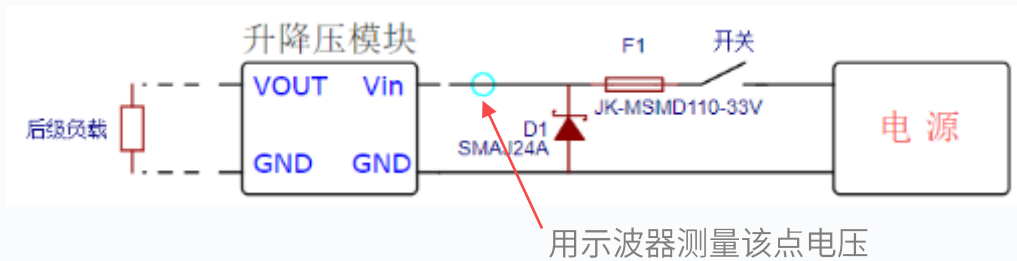 升降压模块
F1
开关
VOUT
Vin
JK-MSMD110-33V
后级负载
D1
SMAJ24A
电 源
GND
GND
用示波器测量该点电压